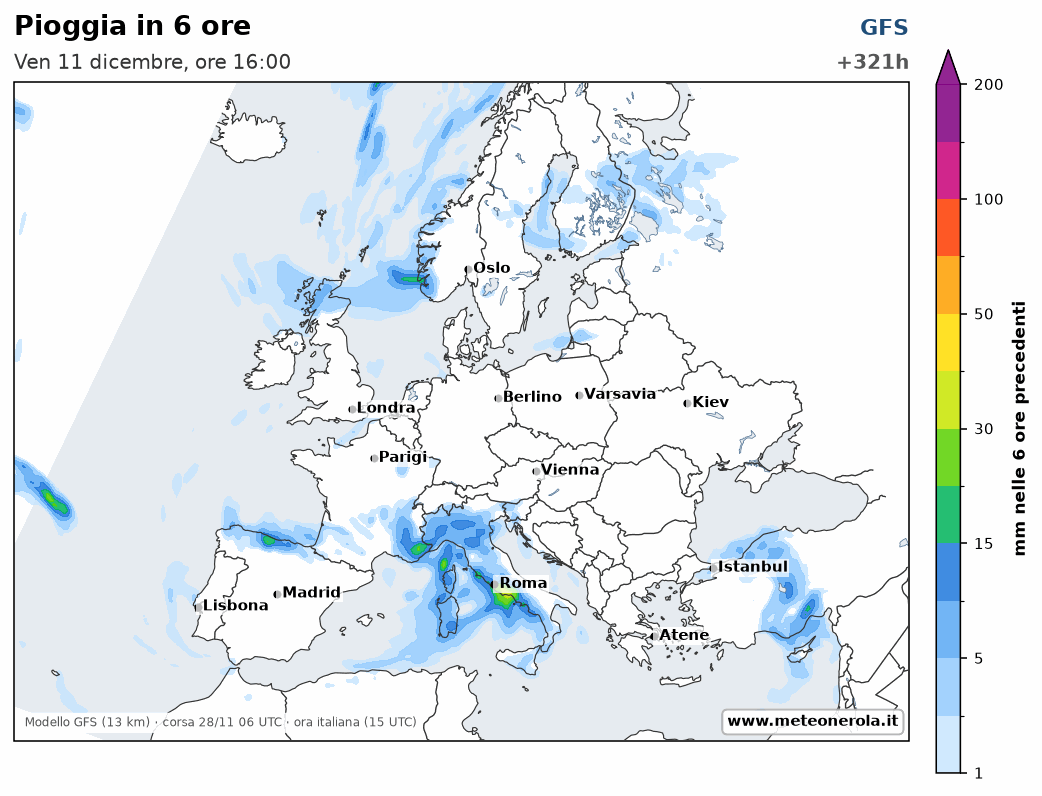 Pioggia in 6 ore
GFS
Ven 11 dicembre, ore 16:00
+321h
200
100
50
30
15
5
1
mm nelle 6 ore precedenti
Oslo
Berlino
Varsavia
Kiev
Londra
Parigi
Vienna
Istanbul
Roma
Madrid
Lisbona
Atene
Modello GFS (13 km) · corsa 28/11 06 UTC · ora italiana (15 UTC)
www.meteonerola.it